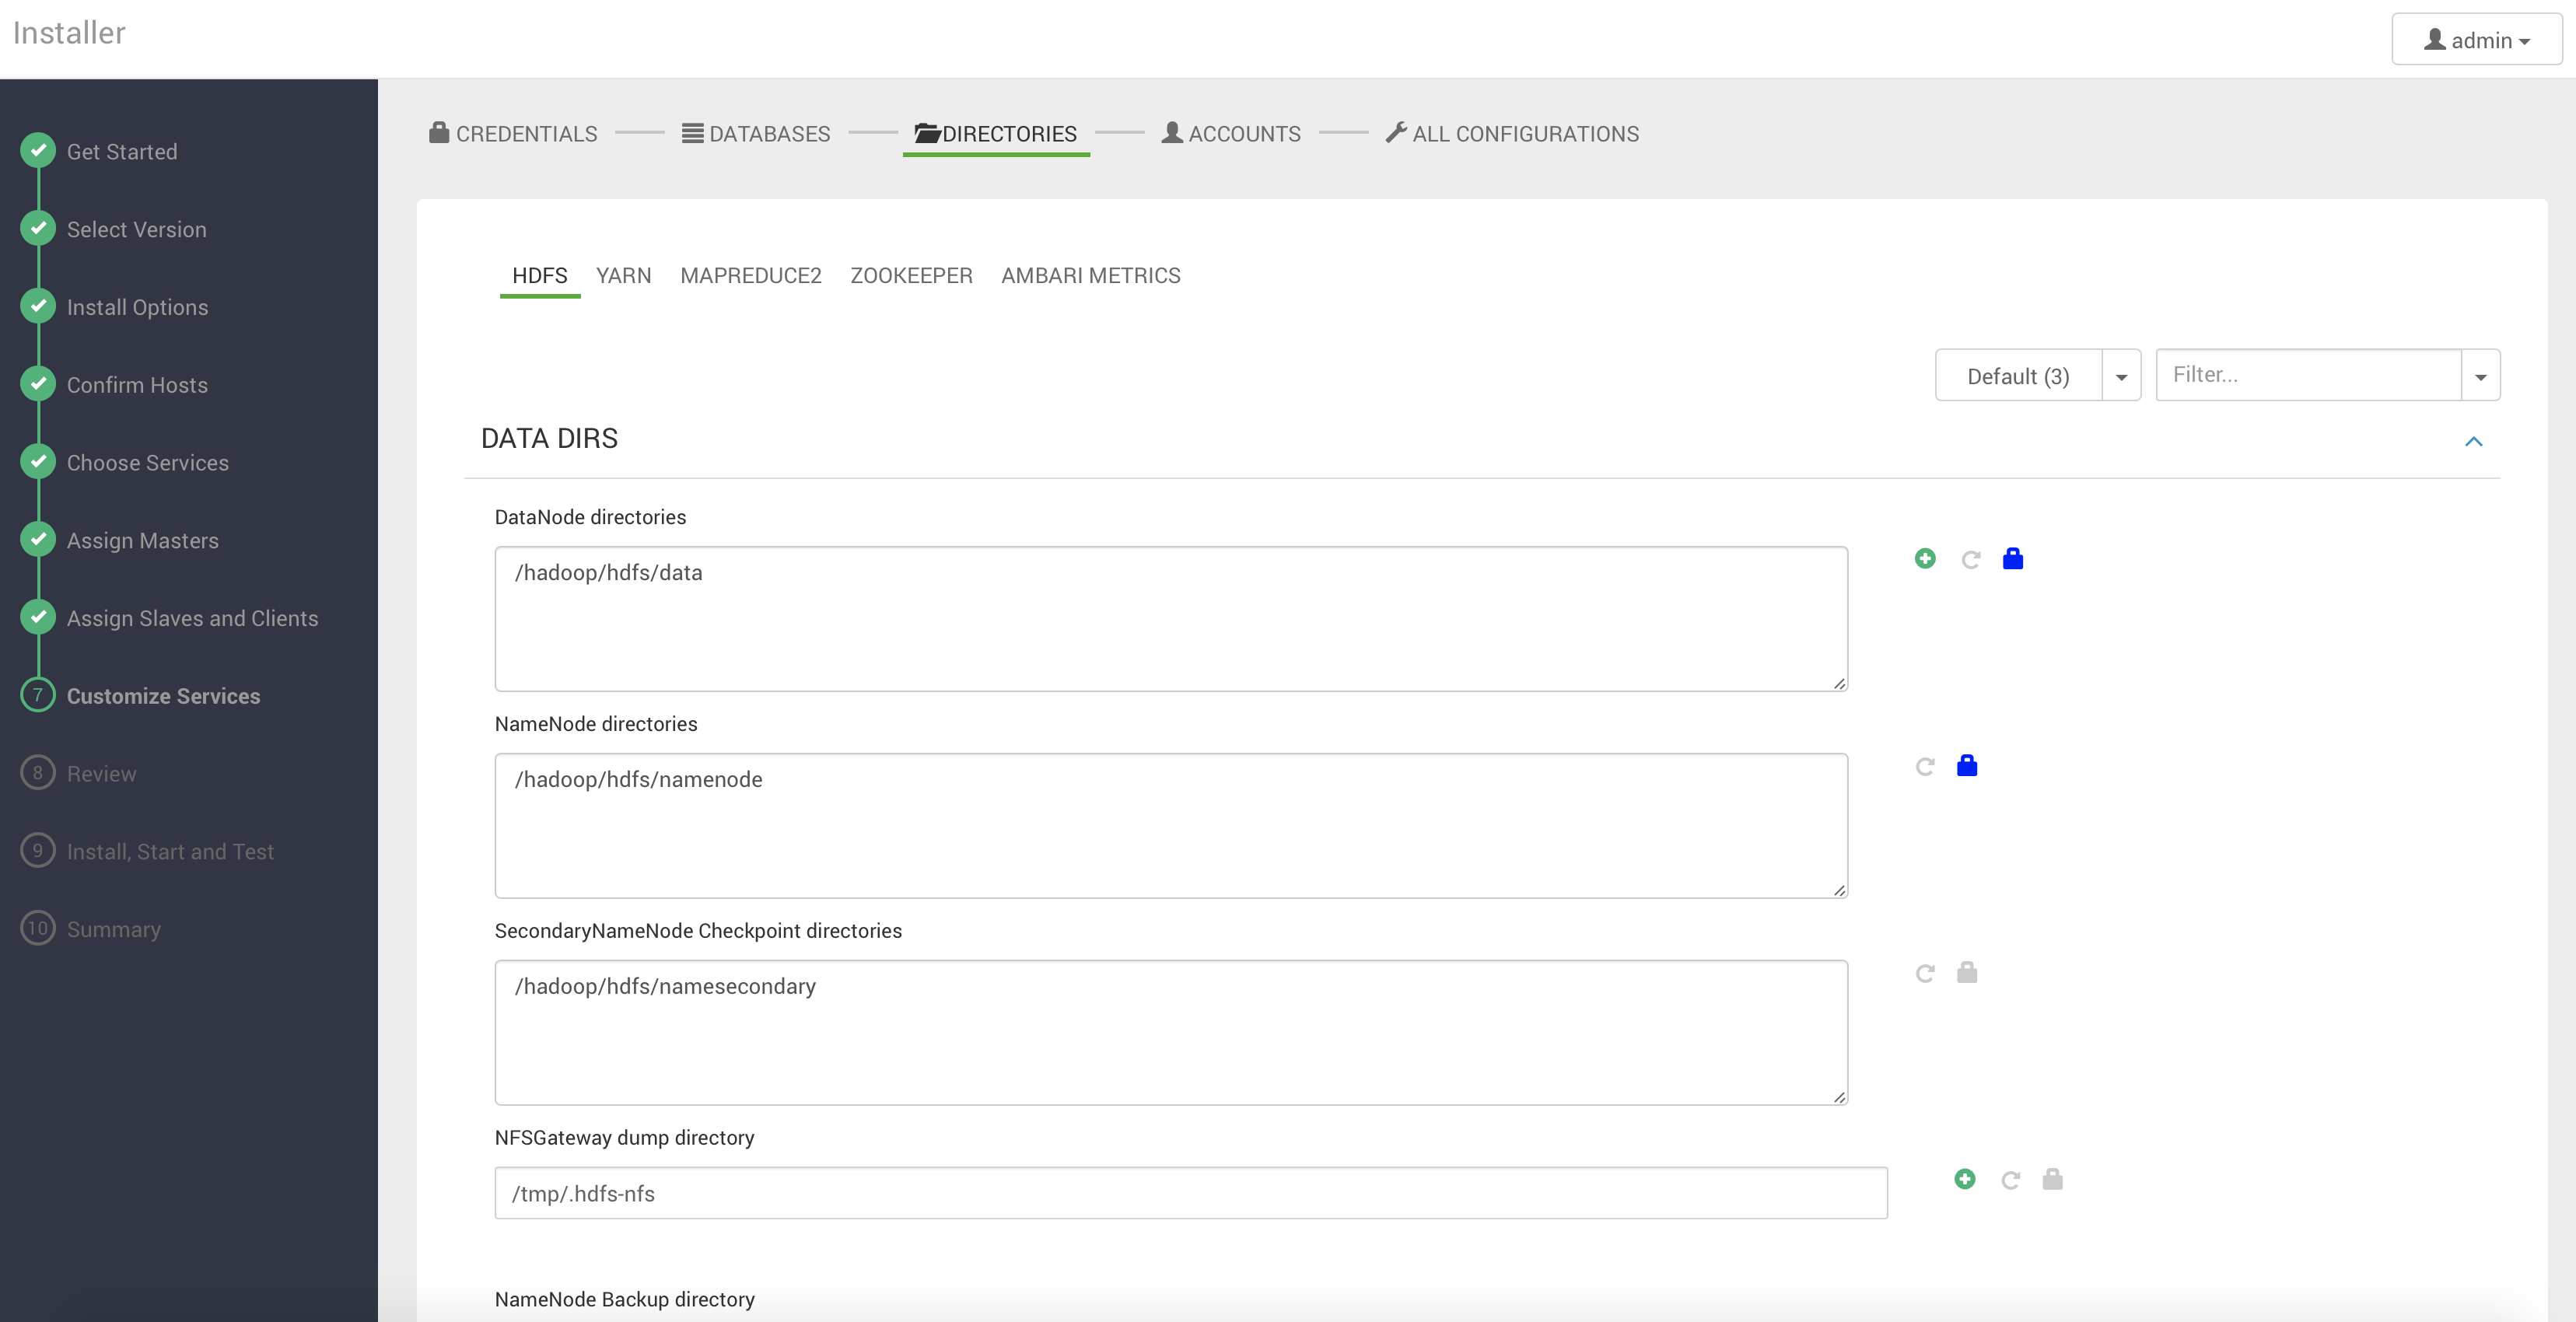 Installer
admin
Get Started
Select Version
Install Options
Confirm Hosts
Choose Services
Assign Masters
Assign Slaves and Clients
7 Customize Services
8 Review
9 Install, Start and Test
10 Summary
CREDENTIALS DATABASES DIRECTORIES ACCOUNTS ALL CONFIGURATIONS
HDFS YARN MAPREDUCE2 ZOOKEEPER AMBARI METRICS
Default (3) Filter...
DATA DIRS
DataNode directories
/hadoop/hdfs/data
NameNode directories
/hadoop/hdfs/namenode
SecondaryNameNode Checkpoint directories
/hadoop/hdfs/namesecondary
NFSGateway dump directory
/tmp/.hdfs-nfs
NameNode Backup directory